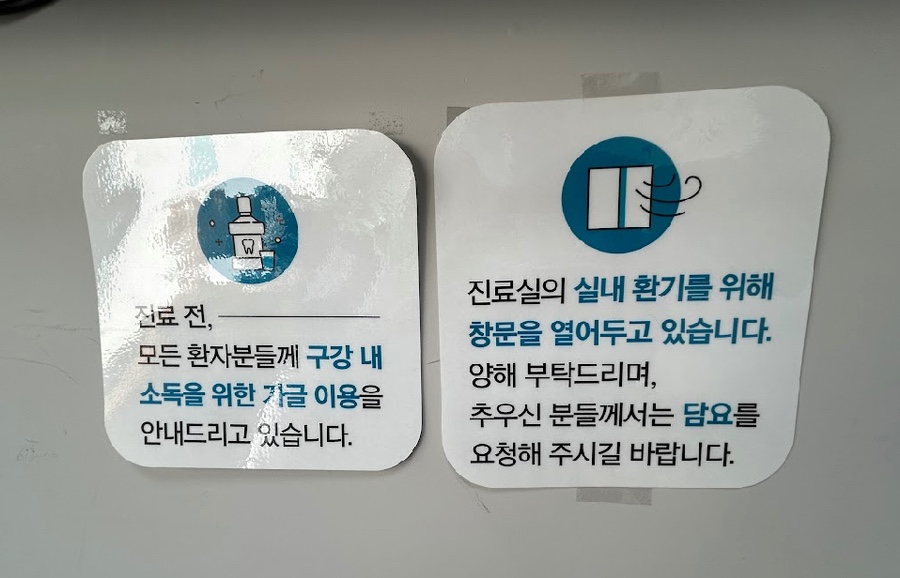 진료 전,
모든 환자분들께 구강 내
소독을 위한 가글 이용을
안내드리고 있습니다.
진료실의 실내 환기를 위해
창문을 열어두고 있습니다.
양해 부탁드리며,
추우신 분들께서는 담요를
요청해 주시길 바랍니다.